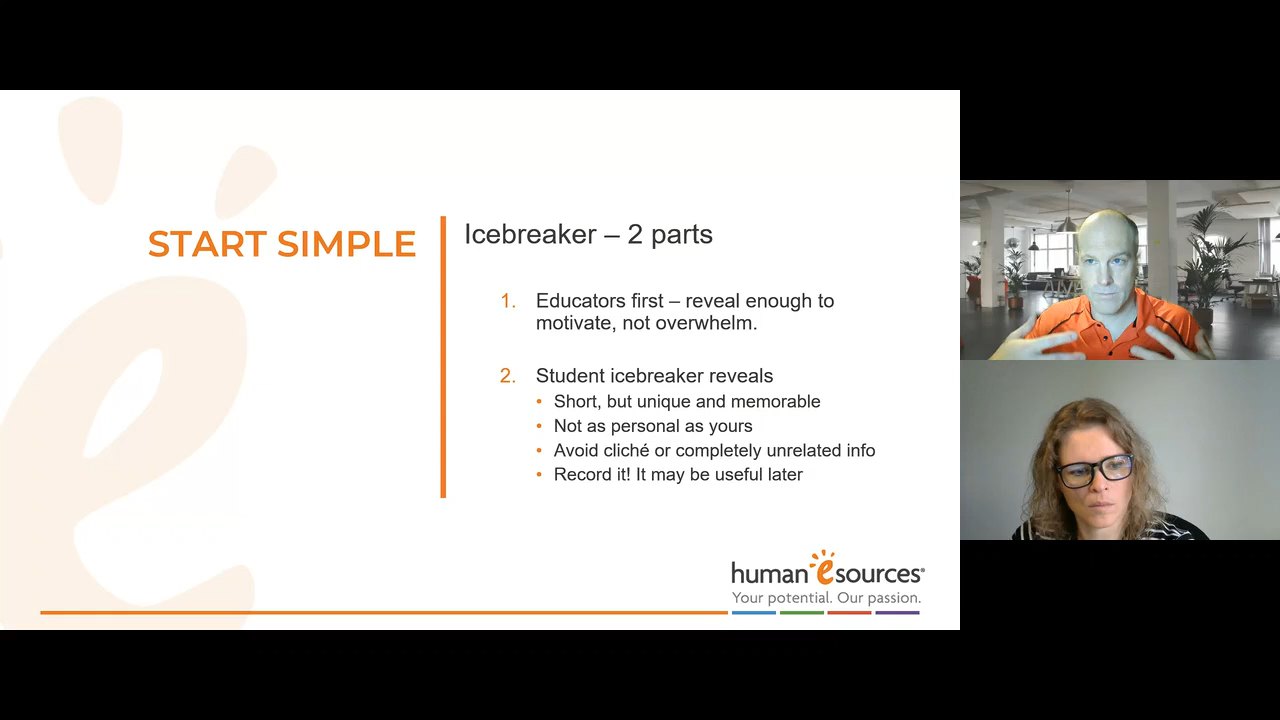 START SIMPLE
Icebreaker – 2 parts
1. Educators first – reveal enough to
motivate, not overwhelm.
2. Student icebreaker reveals
• Short, but unique and memorable
• Not as personal as yours
• Avoid cliché or completely unrelated info
• Record it! It may be useful later
human esources®
Your potential. Our passion.